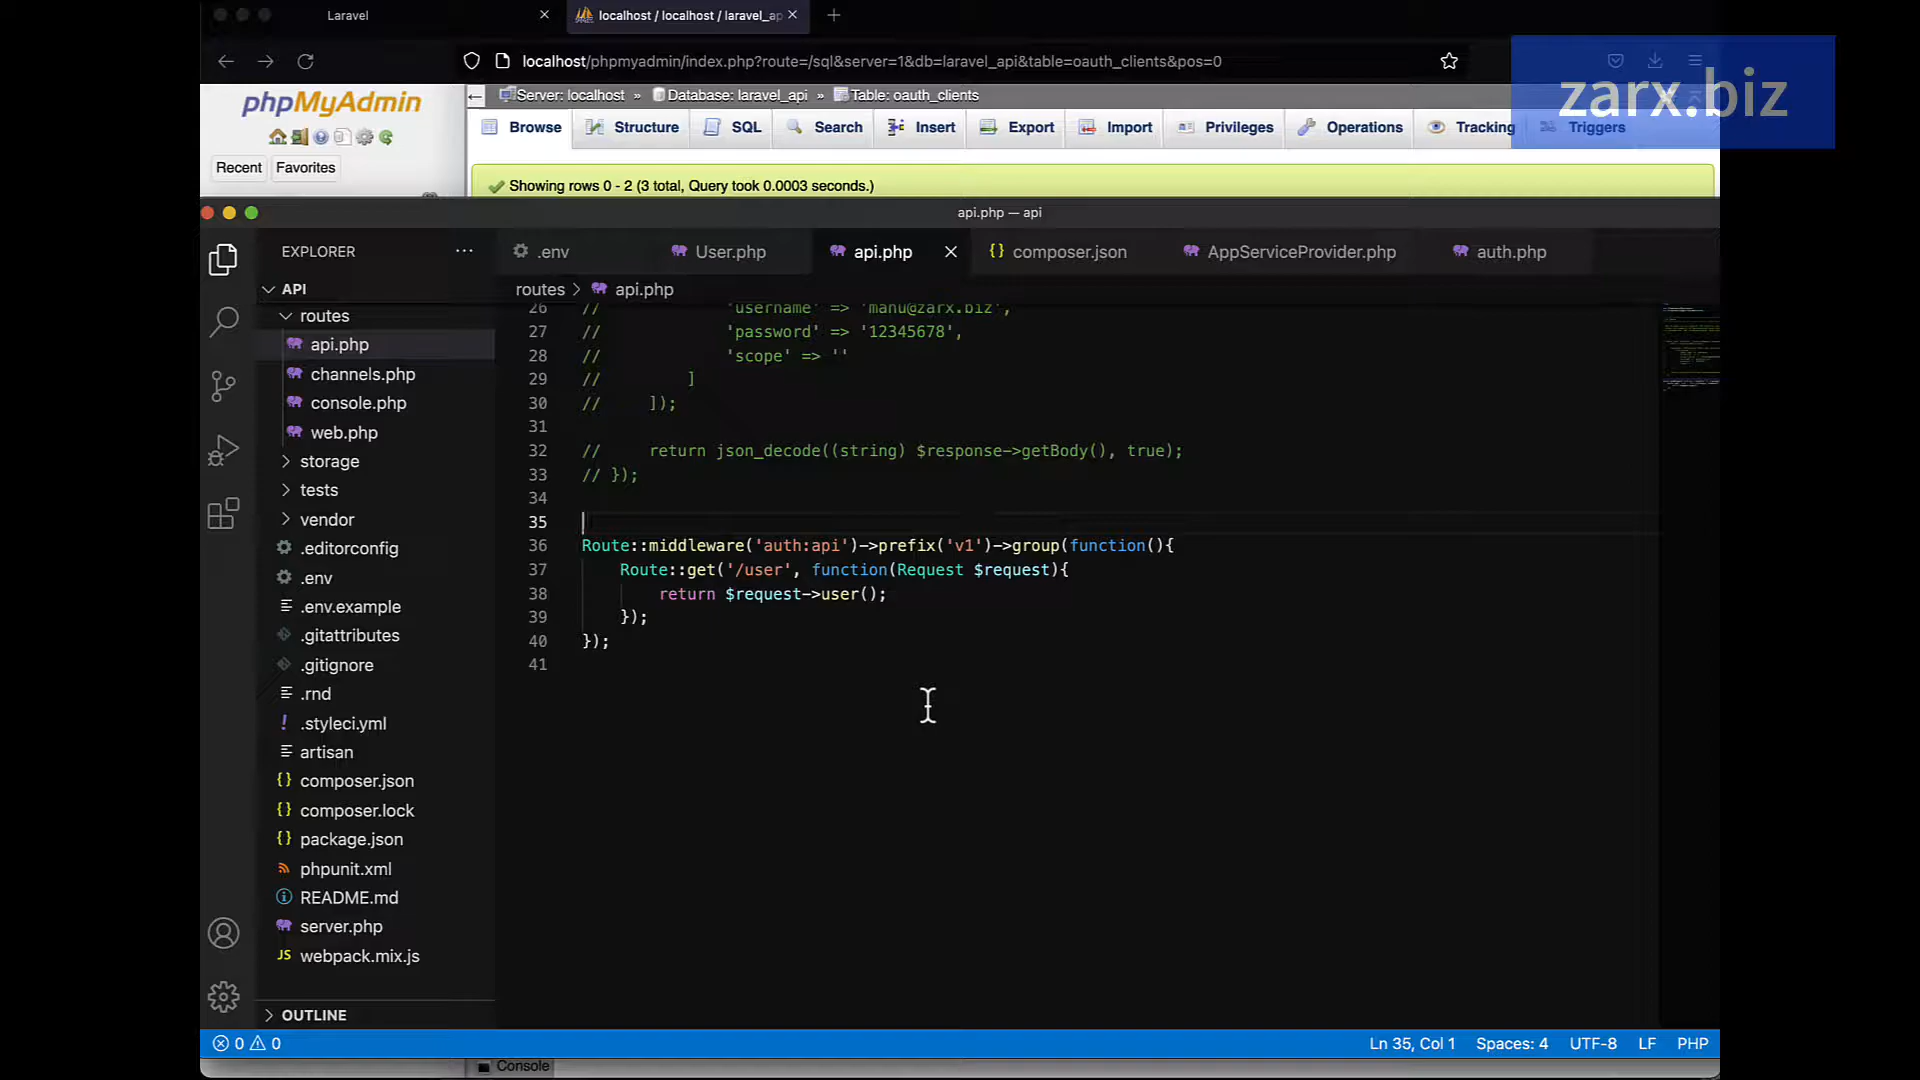 Laravel
localhost / localhost / laravel_ap
localhost/phpmyadmin/index.php?route=/sql&server=1&db=laravel_api&table=oauth_clients&pos=0
zarx.biz
phpMyAdmin
Server: localhost » Database: laravel_api » Table: oauth_clients
Browse Structure SQL Search Insert Export Import Privileges Operations Tracking Triggers
Recent Favorites
Showing rows 0 - 2 (3 total, Query took 0.0003 seconds.)
api.php — api
EXPLORER
.env User.php api.php composer.json AppServiceProvider.php auth.php
API
routes > api.php
routes
api.php
channels.php
console.php
web.php
storage
tests
vendor
.editorconfig
.env
.env.example
.gitattributes
.gitignore
.rnd
.styleci.yml
artisan
composer.json
composer.lock
package.json
phpunit.xml
README.md
server.php
webpack.mix.js
OUTLINE
26 // 'username' => 'manu@zarx.biz',
27 // 'password' => '12345678',
28 // 'scope' => ''
29 // ]
30 // ]);
31
32 // return json_decode((string) $response->getBody(), true);
33 // });
34
35
36 Route::middleware('auth:api')->prefix('v1')->group(function(){
37 Route::get('/user', function(Request $request){
38 return $request->user();
39 });
40 });
41
0 0
Ln 35, Col 1 Spaces: 4 UTF-8 LF PHP
Console